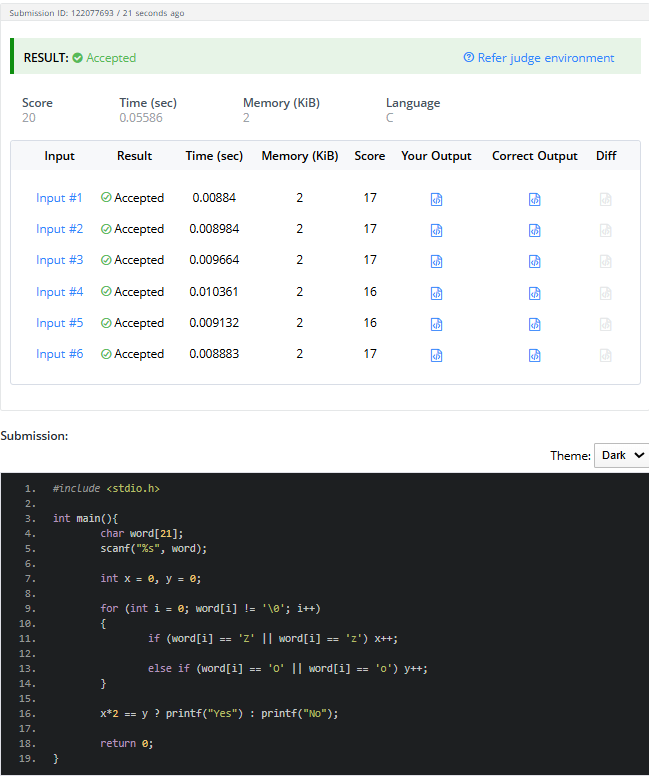 Submission ID: 122077693 / 21 seconds ago
RESULT: Accepted
Refer judge environment
Score Time (sec) Memory (KiB) Language
20 0.05586 2 C
Input Result Time (sec) Memory (KiB) Score Your Output Correct Output Diff
Input #1 Accepted 0.00884 2 17
Input #2 Accepted 0.008984 2 17
Input #3 Accepted 0.009664 2 17
Input #4 Accepted 0.010361 2 16
Input #5 Accepted 0.009132 2 16
Input #6 Accepted 0.008883 2 17
Submission:
Theme: Dark
1. #include <stdio.h>
2.
3. int main(){
4. char word[21];
5. scanf("%s", word);
6.
7. int x = 0, y = 0;
8.
9. for (int i = 0; word[i] != '\0'; i++)
10. {
11. if (word[i] == 'Z' || word[i] == 'z') x++;
12.
13. else if (word[i] == 'O' || word[i] == 'o') y++;
14. }
15.
16. x*2 == y ? printf("Yes") : printf("No");
17.
18. return 0;
19. }